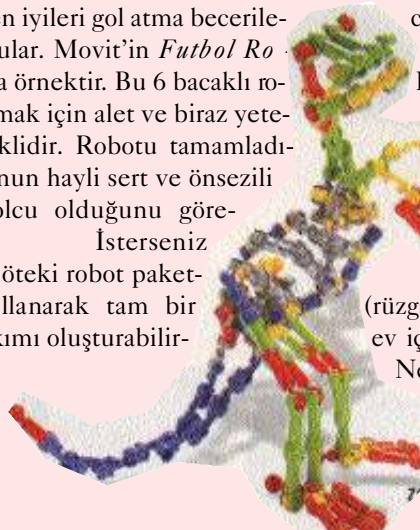 en iyileri gol atma becerile-
ular. Movit'in Futbol Ro -
a örnektir. Bu 6 bacaklı ro-
mak için alet ve biraz yete-
klidir. Robotu tamamladı-
nun hayli sert ve önsezili
olcu olduğunu göre-
İsterseniz
öteki robot paket-
llanarak tam bir
kımı oluşturabilir-
(rüzg
ev iç
Ne